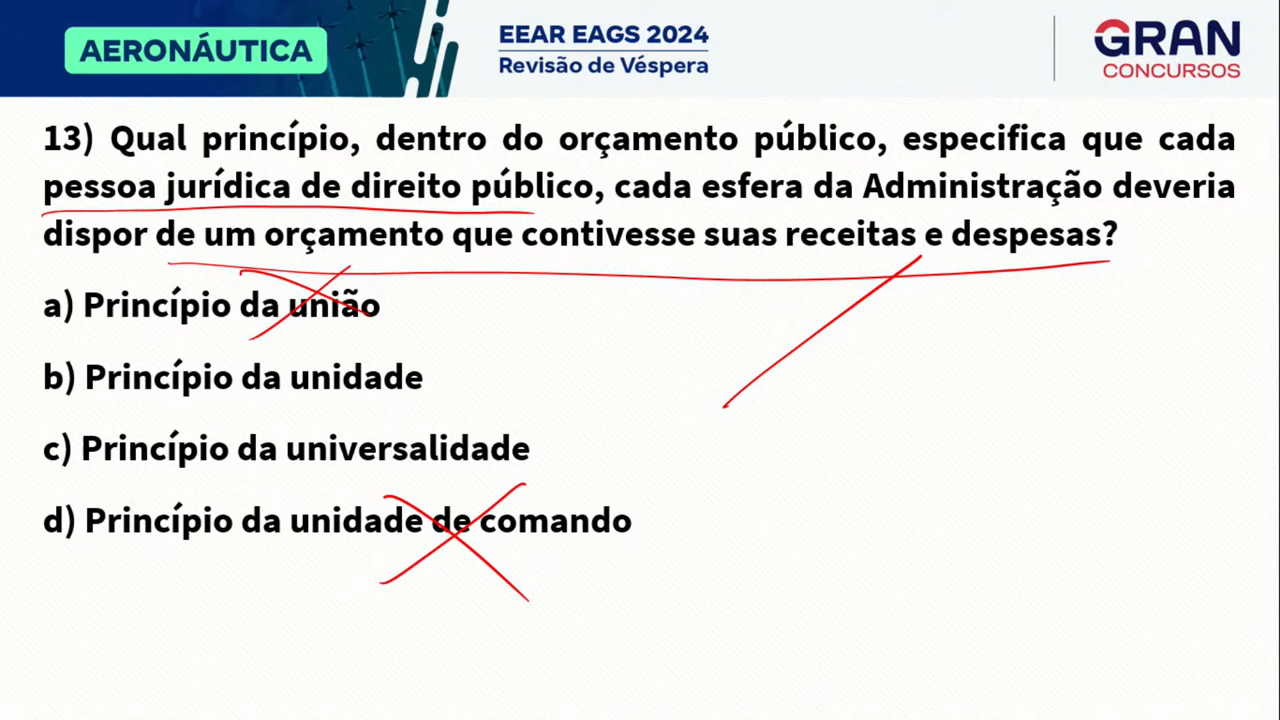 AERONÁUTICA
EEAR EAGS 2024
Revisão de Véspera
GRAN
CONCURSOS
13) Qual princípio, dentro do orçamento público, especifica que cada
pessoa jurídica de direito público, cada esfera da Administração deveria
dispor de um orçamento que contivesse suas receitas e despesas?
a) Princípio da união
b) Princípio da unidade
c) Princípio da universalidade
d) Princípio da unidade de comando